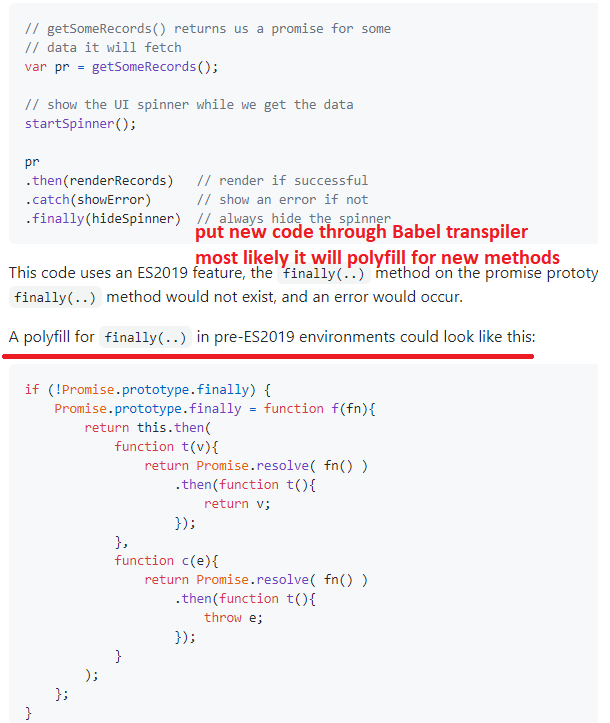 // getSomeRecords() returns us a promise for some
// data it will fetch
var pr = getSomeRecords();
// show the UI spinner while we get the data
startSpinner();
pr
.then(renderRecords)   // render if successful
.catch(showError)      // show an error if not
.finally(hideSpinner)  // always hide the spinner
put new code through Babel transpiler
most likely it will polyfill for new methods
This code uses an ES2019 feature, the finally(..) method on the promise prototy
finally(..) method would not exist, and an error would occur.
A polyfill for finally(..) in pre-ES2019 environments could look like this:
if (!Promise.prototype.finally) {
    Promise.prototype.finally = function f(fn){
        return this.then(
            function t(v){
                return Promise.resolve( fn() )
                    .then(function t(){
                        return v;
                    });
            },
            function c(e){
                return Promise.resolve( fn() )
                    .then(function t(){
                        throw e;
                    });
            }
        );
    };
}